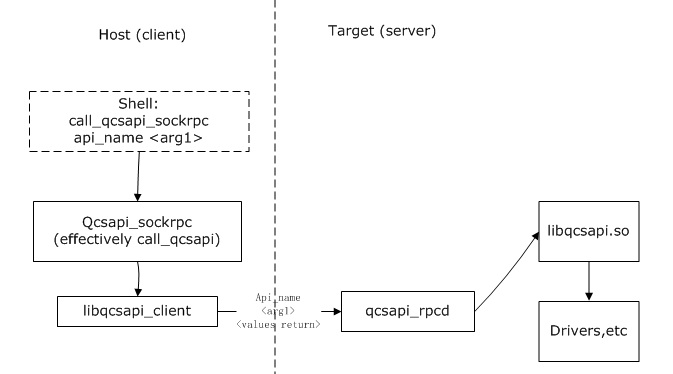 Host (client)
Target (server)
Shell:
call_qcsapi_sockrpc
api_name <arg1>
Qcsapi_sockrpc
(effectively call_qcsapi)
libqcsapi_client
Api_name
<arg1>
<values return>
qcsapi_rpcd
libqcsapi.so
Drivers,etc